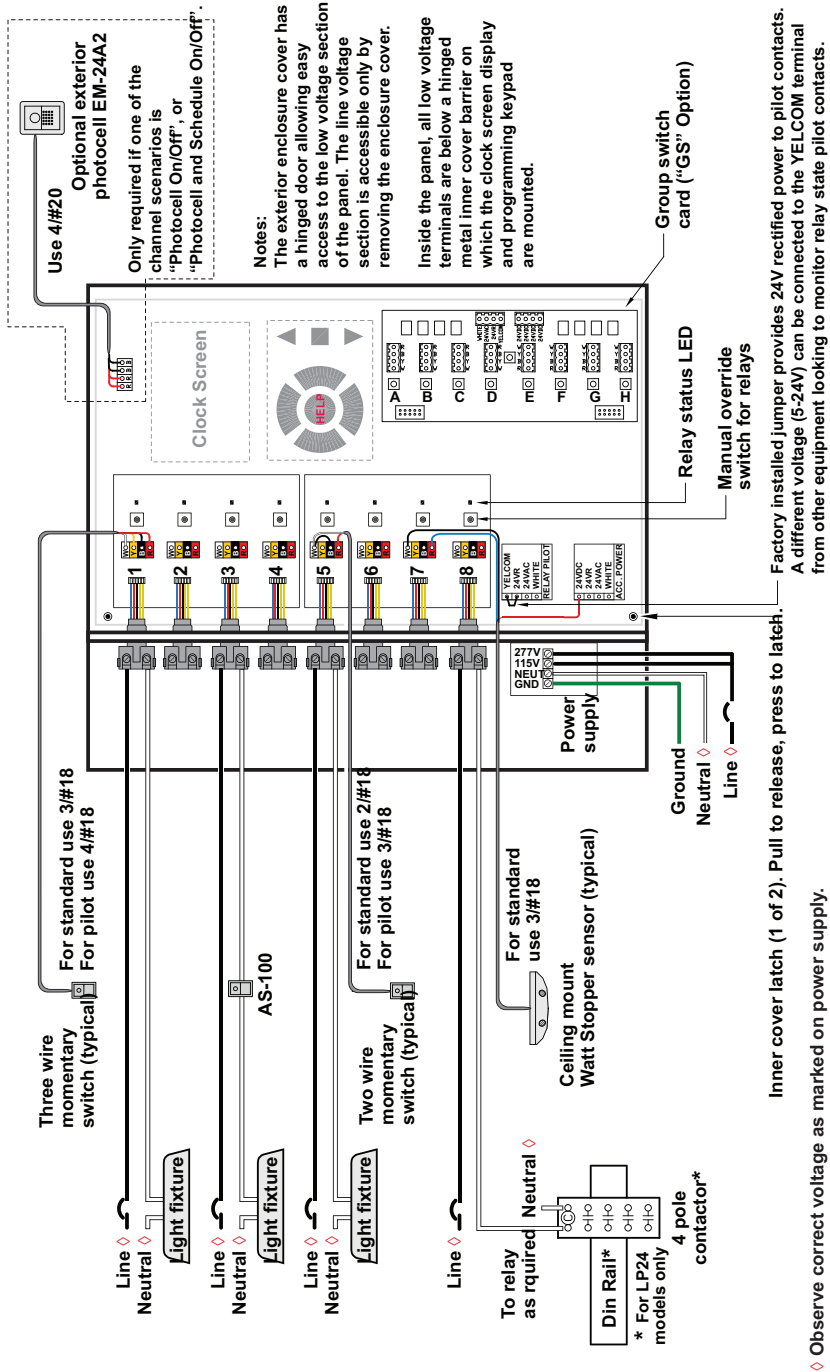 Optional exterior
photocell EM-24A2
Use 4/#20
Only required if one of the
channel scenarios is
“Photocell On/Off”, or
“Photocell and Schedule On/Off”.
Notes:
The exterior enclosure cover has
a hinged door allowing easy
access to the low voltage section
of the panel. The line voltage
section is accessible only by
removing the enclosure cover.
Inside the panel, all low voltage
terminals are below a hinged
metal inner cover barrier on
which the clock screen display
and programming keypad
are mounted.
Group switch
card (“GS” Option)
R
R
B
B
Clock Screen
HELP
A
B
C
D
E
F
G
H
WHITE
24VAC
24VR
YELCOM
24VDC
24VDC
24VDC
24VDC
Relay status LED
Manual override
switch for relays
1
2
3
4
5
6
7
8
W
Y
B
R
W
Y
B
R
W
Y
B
R
W
Y
B
R
W
Y
B
R
W
Y
B
R
W
Y
B
R
W
Y
B
R
YELCOM
24VR
24VAC
WHITE
RELAY PILOT
24VDC
24VR
24VAC
WHITE
ACC. POWER
Factory installed jumper provides 24V rectified power to pilot contacts.
A different voltage (5-24V) can be connected to the YELCOM terminal
from other equipment looking to monitor relay state pilot contacts.
277V
115V
NEUT
GND
Power
supply
Ground
Neutral ◊
Line ◊
Three wire
momentary
switch (typical)
For standard use 3/#18
For pilot use 4/#18
AS-100
Two wire
momentary
switch (typical)
For standard use 2/#18
For pilot use 3/#18
For standard
use 3/#18
Ceiling mount
Watt Stopper sensor (typical)
Inner cover latch (1 of 2). Pull to release, press to latch.
Line ◊
Neutral ◊
Light fixture
Line ◊
Neutral ◊
Light fixture
Line ◊
Neutral ◊
Light fixture
Line ◊
To relay
as rquired
Neutral ◊
C
Din Rail*
* For LP24
models only
4 pole
contactor*
◊ Observe correct voltage as marked on power supply.